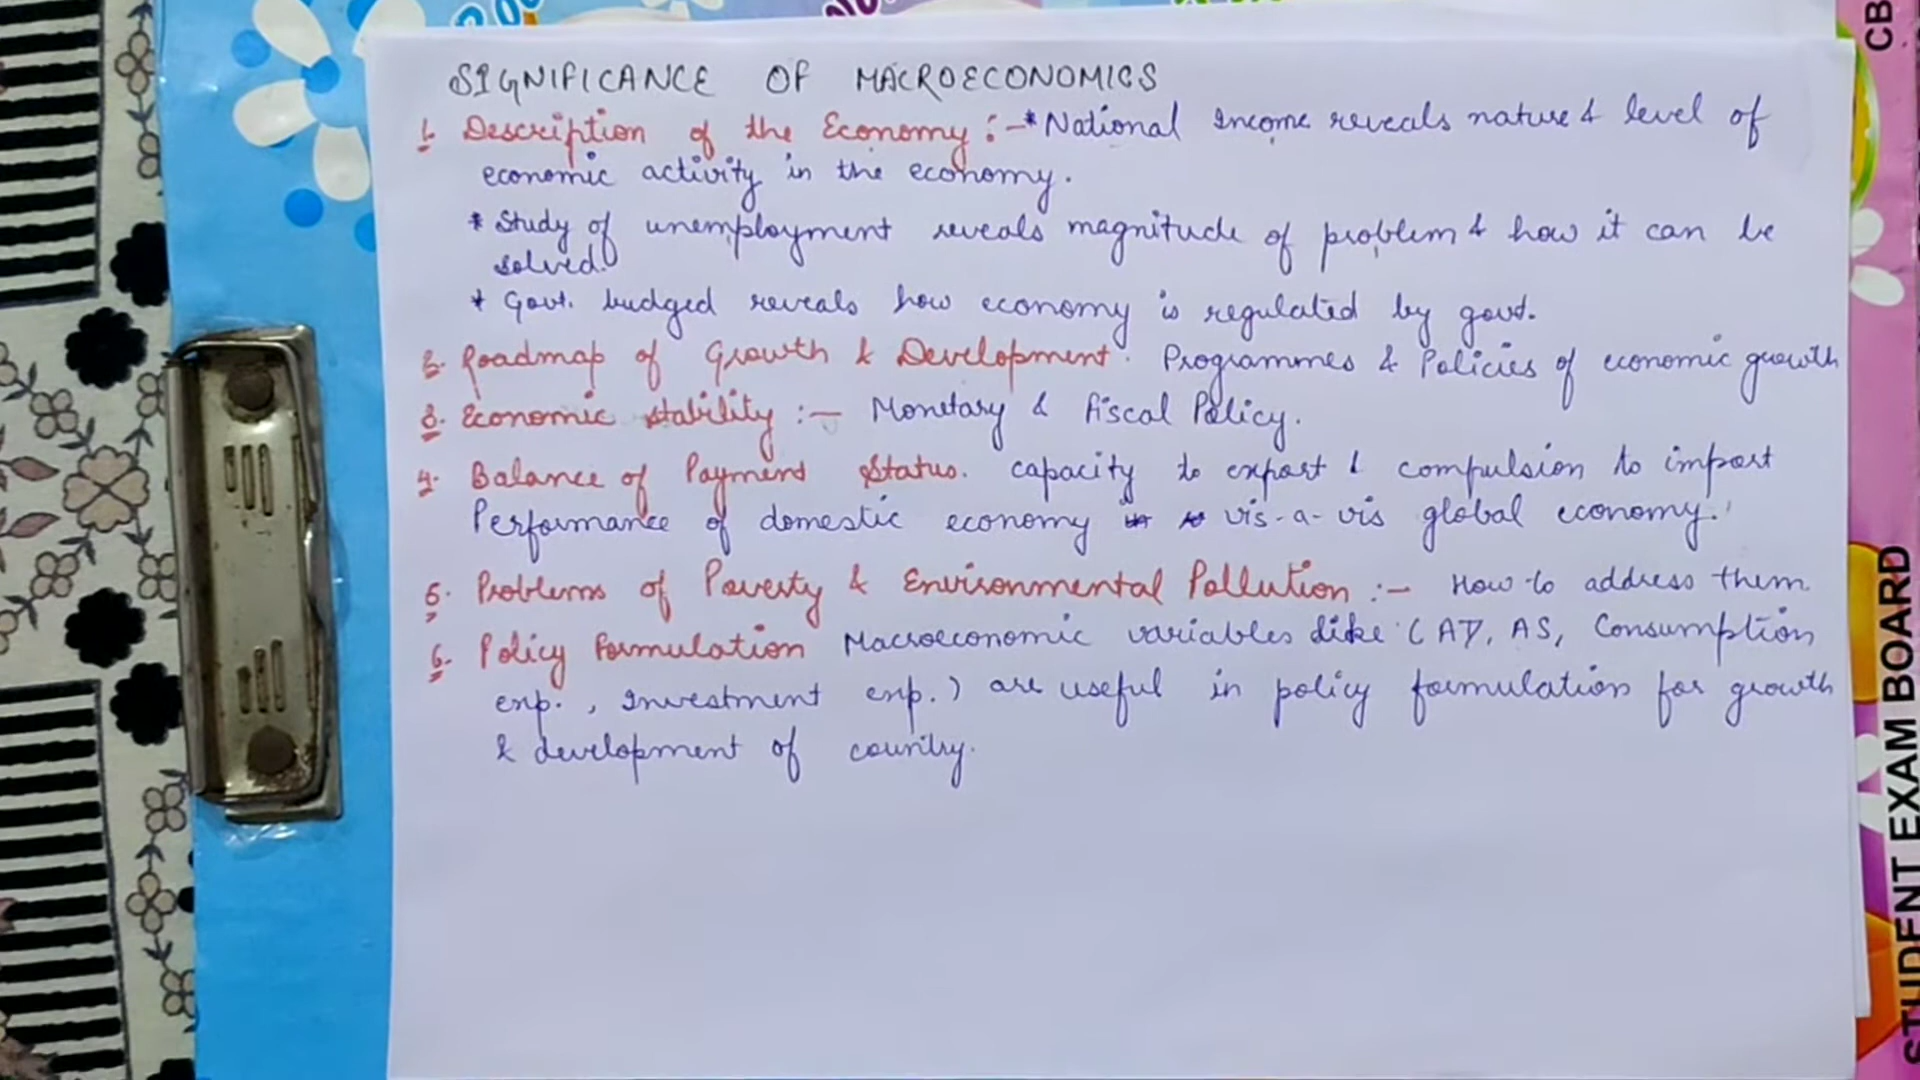 SIGNIFICANCE OF MACROECONOMICS
1. Description of the Economy :- * National Income reveals nature & level of
economic activity in the economy.
* Study of unemployment reveals magnitude of problem & how it can be
solved.
* Govt. budged reveals how economy is regulated by govt.
2. Roadmap of Growth & Development. Programmes & Policies of economic growth
3. Economic stability :- Monetary & Fiscal Policy.
4. Balance of Payment Status. capacity to export & compulsion to import
Performance of domestic economy vis-a-vis global economy.
5. Problems of Poverty & Environmental Pollution :- How to address them
6. Policy Formulation Macroeconomic variables like (AD, AS, Consumption
exp., Investment exp.) are useful in policy formulation for growth
& development of country.
CB
STUDENT EXAM BOARD